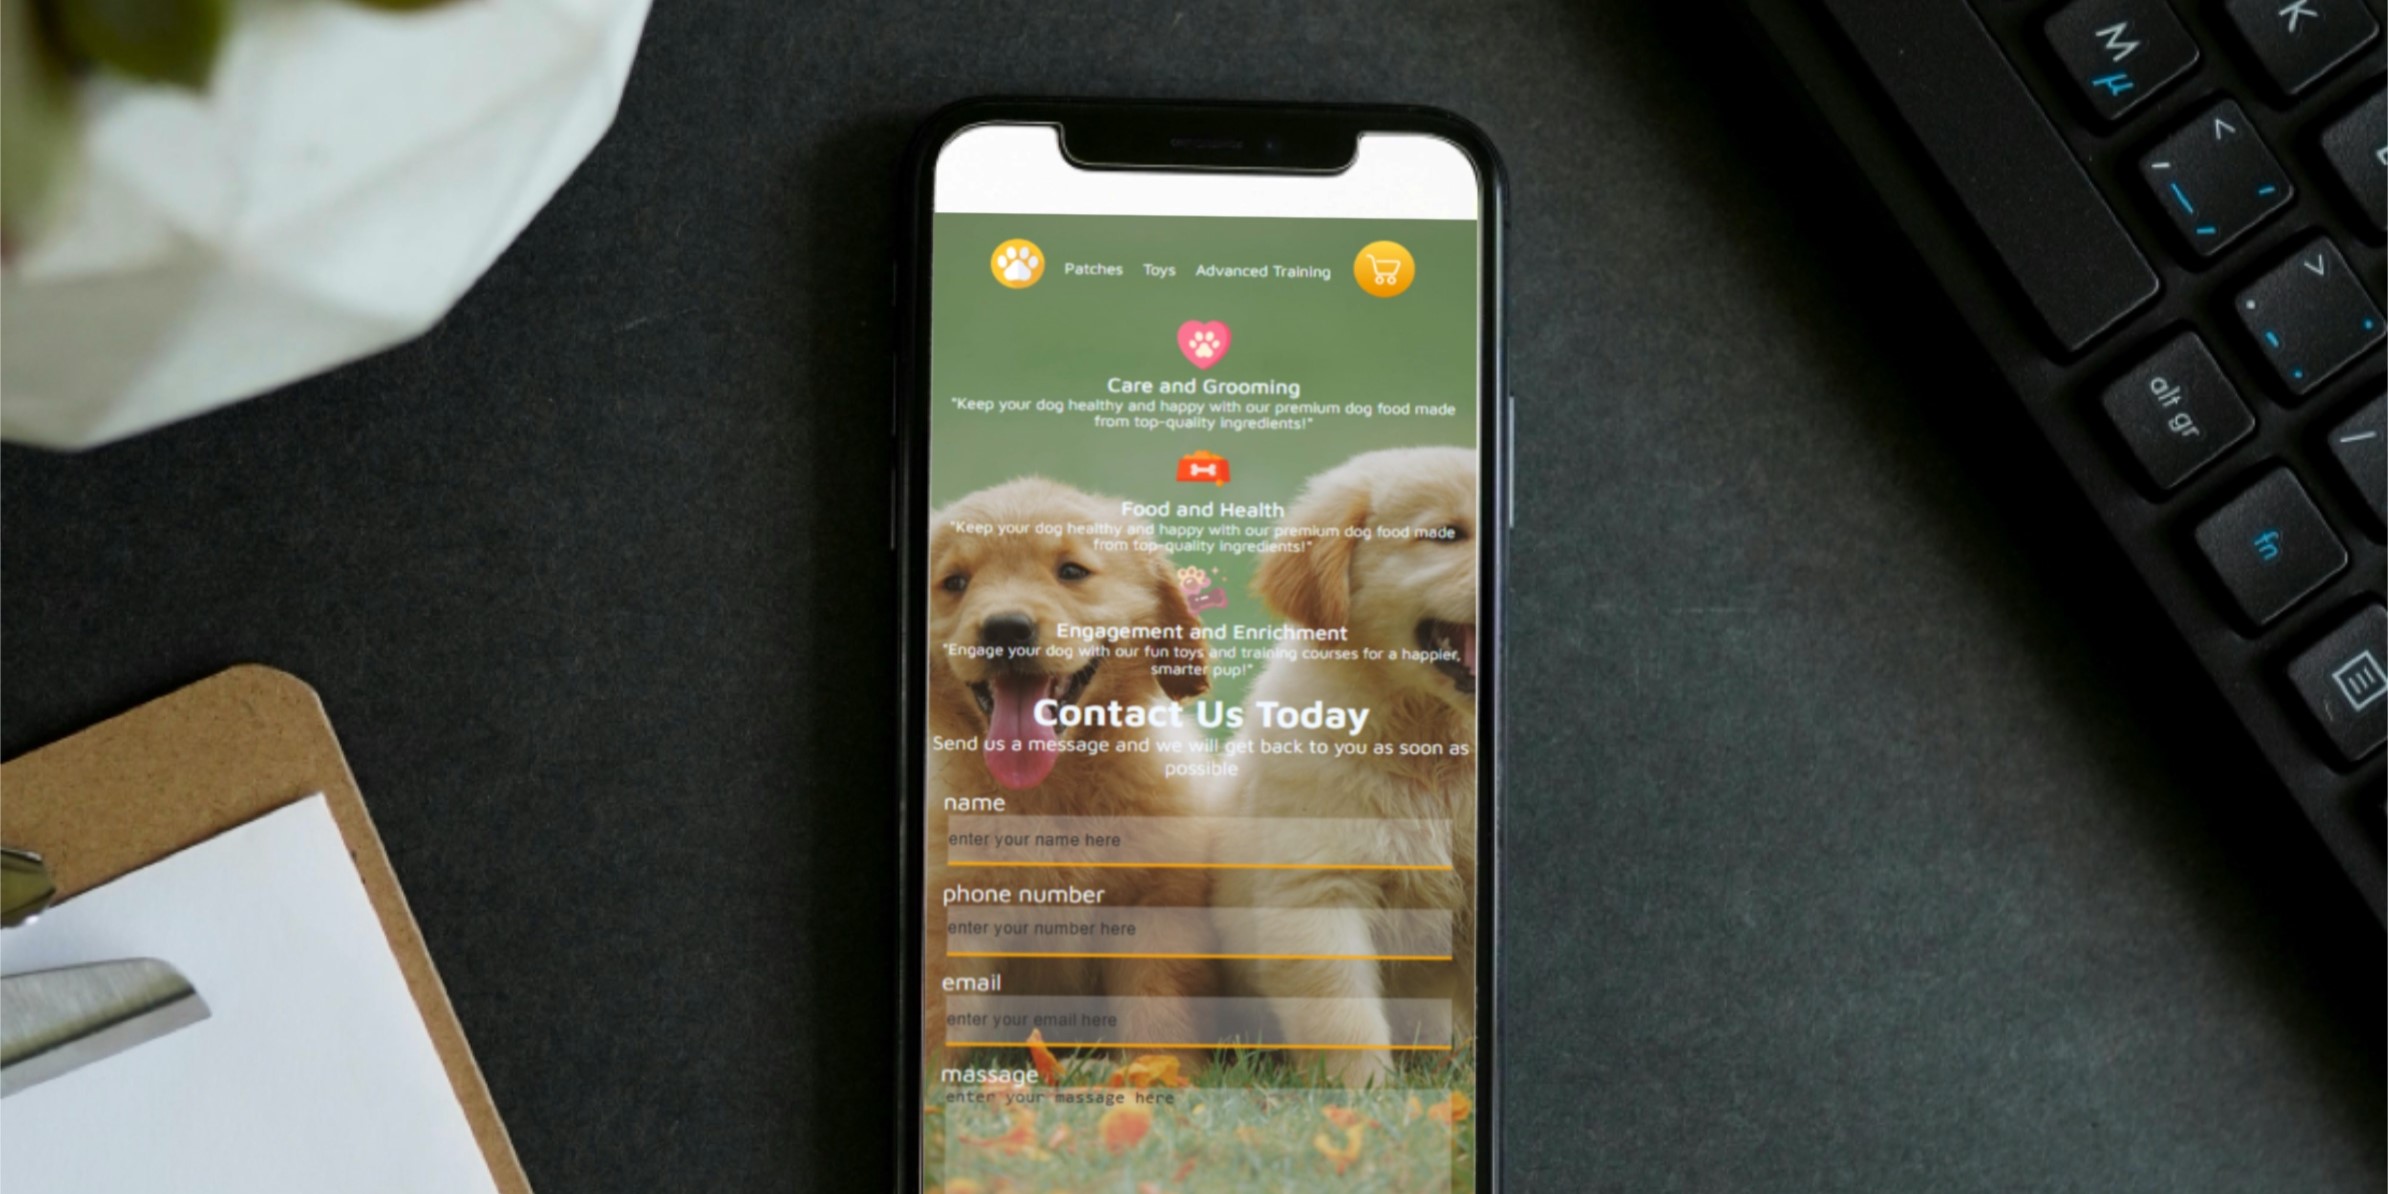 Patches Toys Advanced Training
Care and Grooming
"Keep your dog healthy and happy with our premium dog food made
from top-quality ingredients!"
Food and Health
"Keep your dog healthy and happy with our premium dog food made
from top-quality ingredients!"
Engagement and Enrichment
"Engage your dog with our fun toys and training courses for a happier,
smarter pup!"
Contact Us Today
Send us a message and we will get back to you as soon as
possible
name
enter your name here
phone number
enter your number here
email
enter your email here
massage
enter your massage here
M
µ
K
<
>
alt gr
fn